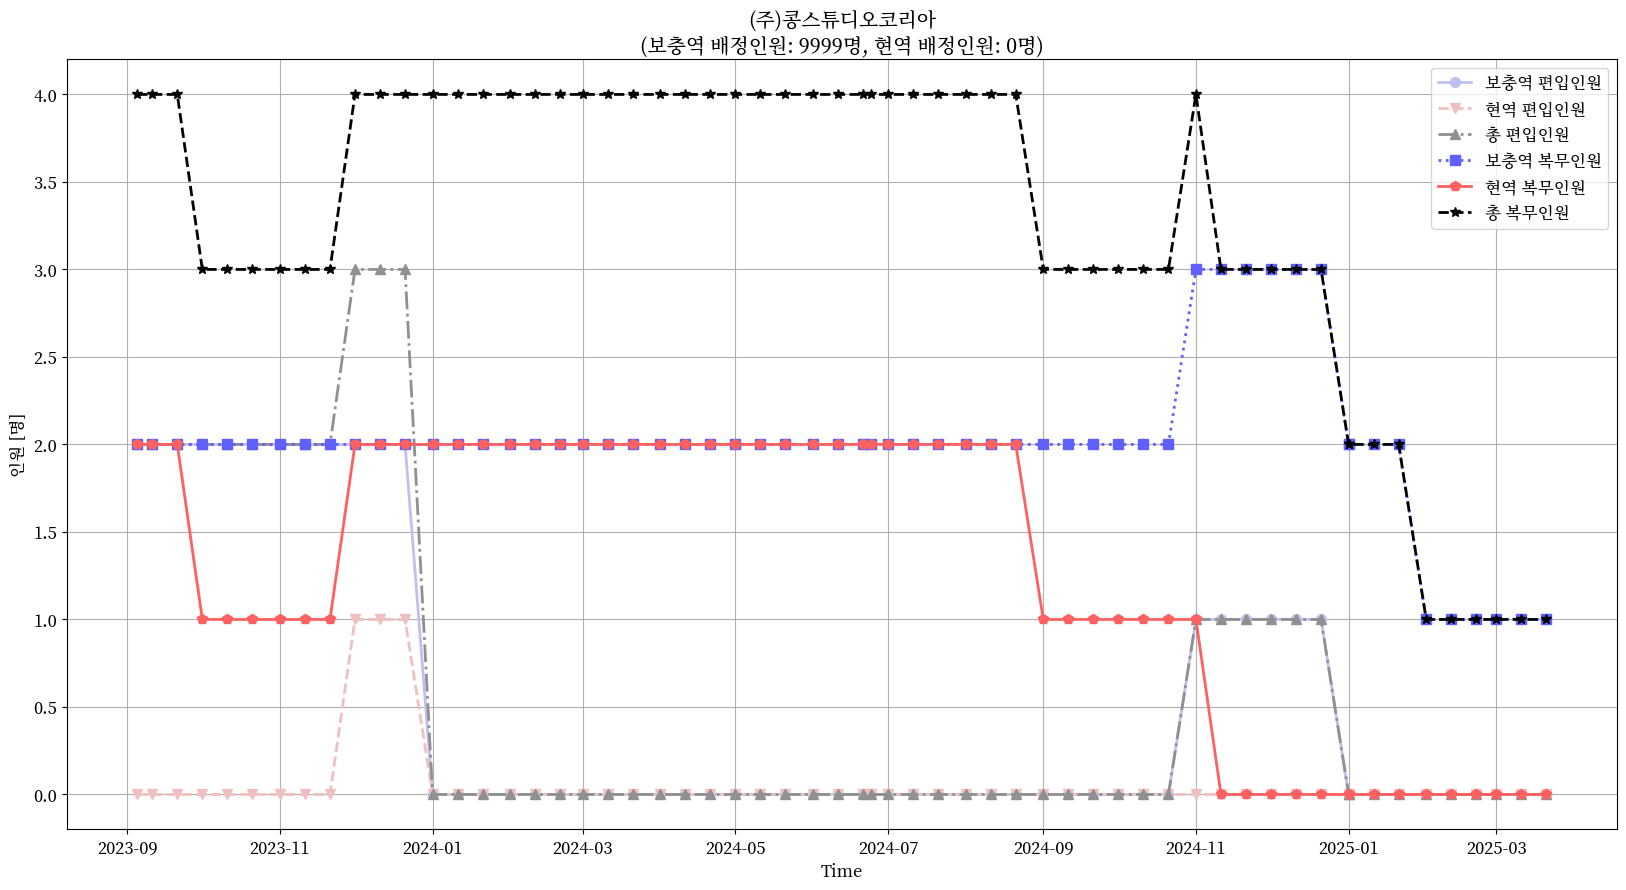 (주)콩스튜디오코리아
(보충역 배정인원: 9999명, 현역 배정인원: 0명)
보충역 편입인원
현역 편입인원
총 편입인원
보충역 복무인원
현역 복무인원
총 복무인원
인원 [명]
4.0
3.5
3.0
2.5
2.0
1.5
1.0
0.5
0.0
2023-09 2023-11 2024-01 2024-03 2024-05 2024-07 2024-09 2024-11 2025-01 2025-03
Time